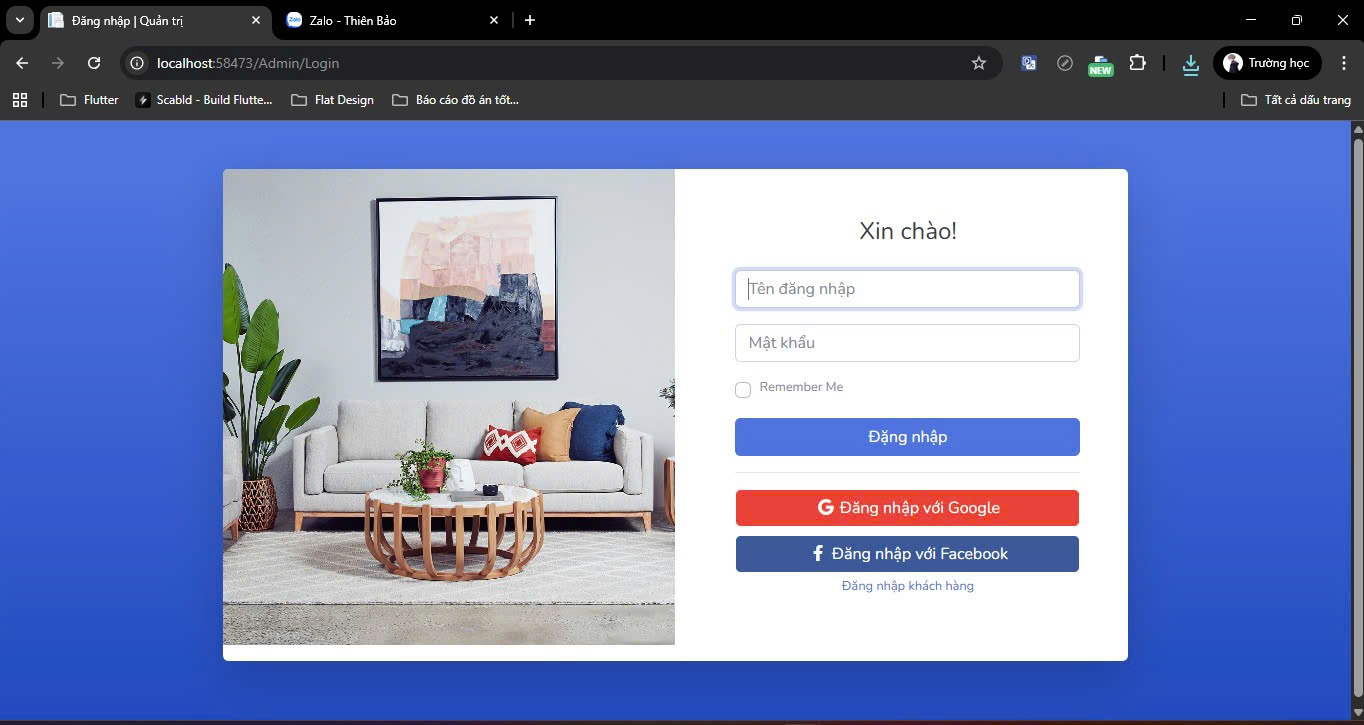 Đăng nhập | Quản trị
Zalo - Thiên Bảo
localhost:58473/Admin/Login
NEW
Trường học
Flutter
Scabld - Build Flutte...
Flat Design
Báo cáo đồ án tốt...
Tất cả dấu trang
Xin chào!
Tên đăng nhập
Mật khẩu
Remember Me
Đặng nhập
Đăng nhập với Google
Đăng nhập với Facebook
Đăng nhập khách hàng